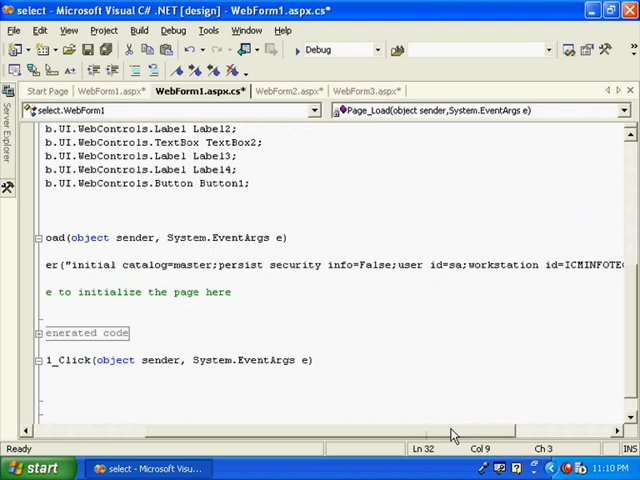 select - Microsoft Visual C# .NET [design] - WebForm1.aspx.cs*
File Edit View Project Build Debug Tools Window Help
Debug
Start Page WebForm1.aspx* WebForm1.aspx.cs* WebForm2.aspx* WebForm3.aspx*
select.WebForm1 Page_Load(object sender,System.EventArgs e)
Server Explorer
b.UI.WebControls.Label Label2;
b.UI.WebControls.TextBox TextBox2;
b.UI.WebControls.Label Label3;
b.UI.WebControls.Label Label4;
b.UI.WebControls.Button Button1;
oad(object sender, System.EventArgs e)
er("initial catalog=master;persist security info=False;user id=sa;workstation id=ICMINFOTEC
e to initialize the page here
enerated code
1_Click(object sender, System.EventArgs e)
Ready Ln 32 Col 9 Ch 3 INS
start select - Microsoft Visu... 11:10 PM